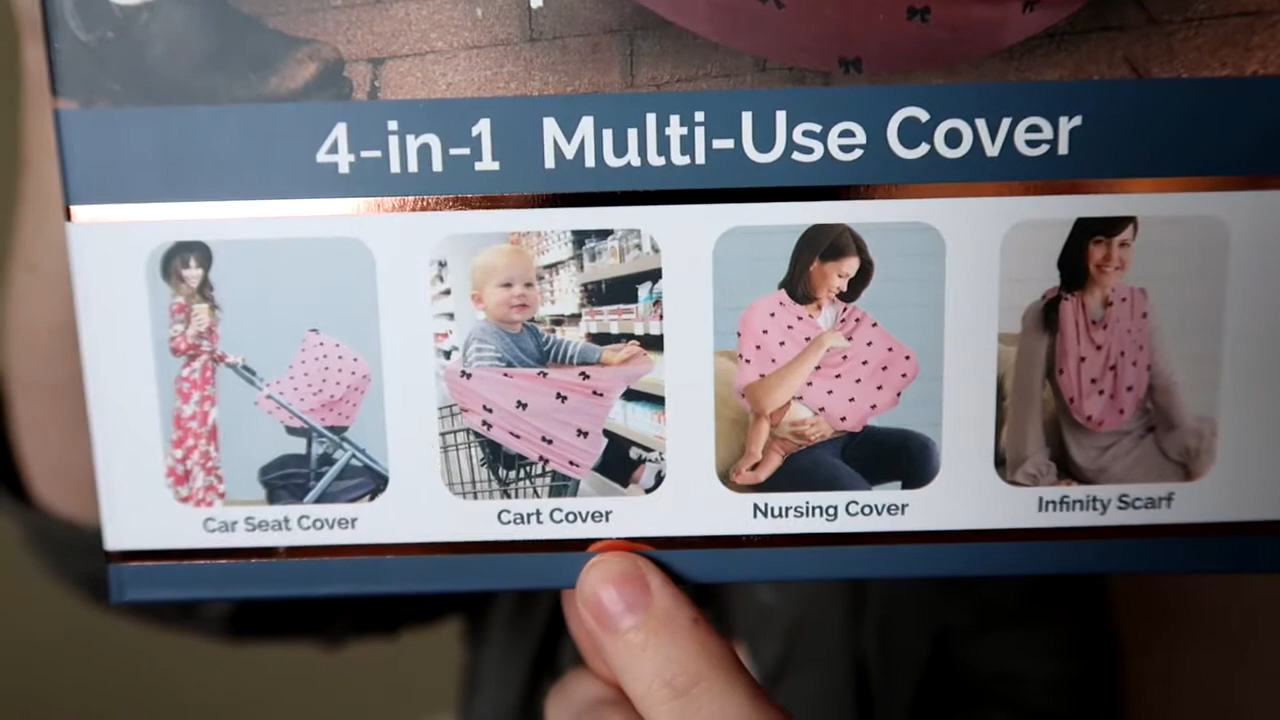 4-in-1 Multi-Use Cover
Car Seat Cover
Cart Cover
Nursing Cover
Infinity Scarf